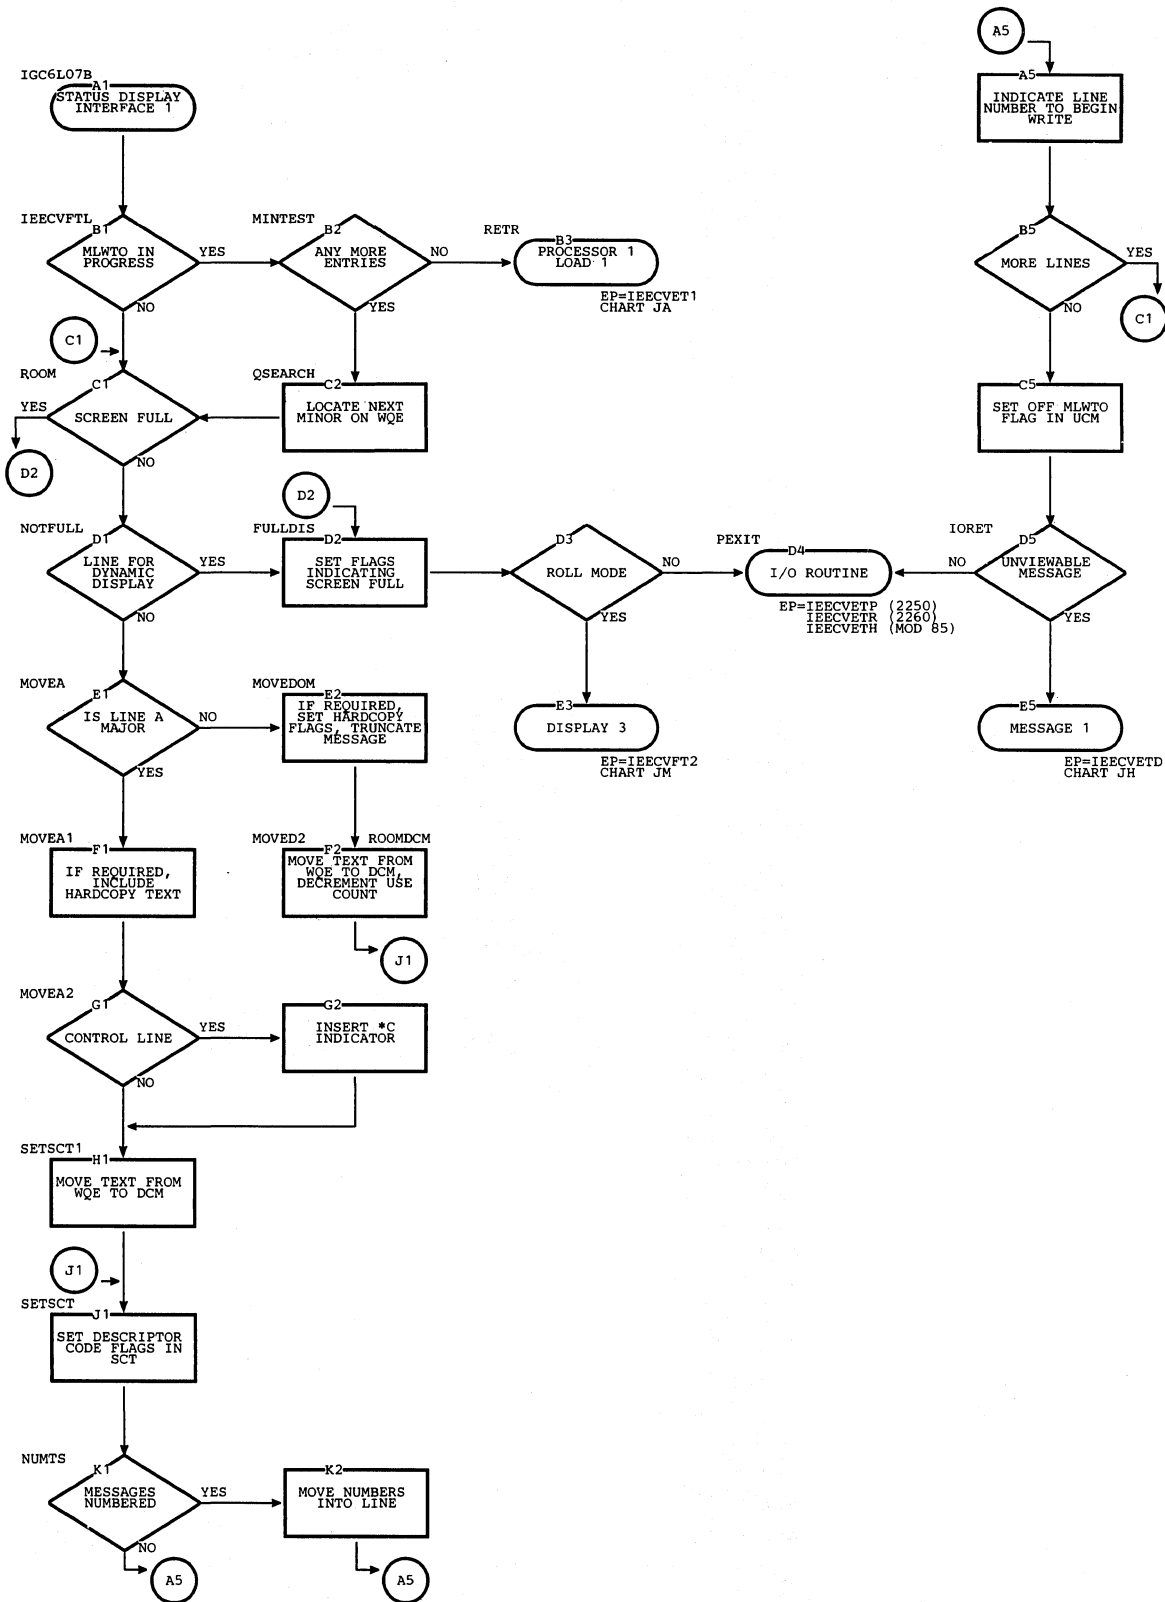 A5
IGC6L07B
A1
STATUS DISPLAY
INTERFACE 1
A5
INDICATE LINE
NUMBER TO BEGIN
WRITE
IEECVFTL
B1
MLWTO IN
PROGRESS
YES
NO
MINTEST
B2
ANY MORE
ENTRIES
NO
YES
RETR
B3
PROCESSOR 1
LOAD 1
EP=IEECVET1
CHART JA
B5
MORE LINES
YES
NO
C1
C1
ROOM
C1
SCREEN FULL
YES
NO
D2
QSEARCH
C2
LOCATE NEXT
MINOR ON WQE
C5
SET OFF MLWTO
FLAG IN UCM
D2
NOTFULL
D1
LINE FOR
DYNAMIC
DISPLAY
YES
NO
FULLDIS
D2
SET FLAGS
INDICATING
SCREEN FULL
D3
ROLL MODE
NO
YES
PEXIT
D4
I/O ROUTINE
EP=IEECVETP (2250)
IEECVETR (2260)
IEECVETH (MOD 85)
IORET
D5
UNVIEWABLE
MESSAGE
NO
YES
MOVEA
E1
IS LINE A
MAJOR
NO
YES
MOVEDOM
E2
IF REQUIRED,
SET HARDCOPY
FLAGS, TRUNCATE
MESSAGE
E3
DISPLAY 3
EP=IEECVFT2
CHART JM
E5
MESSAGE 1
EP=IEECVETD
CHART JH
MOVEA1
F1
IF REQUIRED,
INCLUDE
HARDCOPY TEXT
MOVED2
ROOMDCM
F2
MOVE TEXT FROM
WQE TO DCM,
DECREMENT USE
COUNT
J1
MOVEA2
G1
CONTROL LINE
YES
NO
G2
INSERT *C
INDICATOR
SETSCT1
H1
MOVE TEXT FROM
WQE TO DCM
J1
SETSCT
J1
SET DESCRIPTOR
CODE FLAGS IN
SCT
NUMTS
K1
MESSAGES
NUMBERED
YES
NO
K2
MOVE NUMBERS
INTO LINE
A5
A5